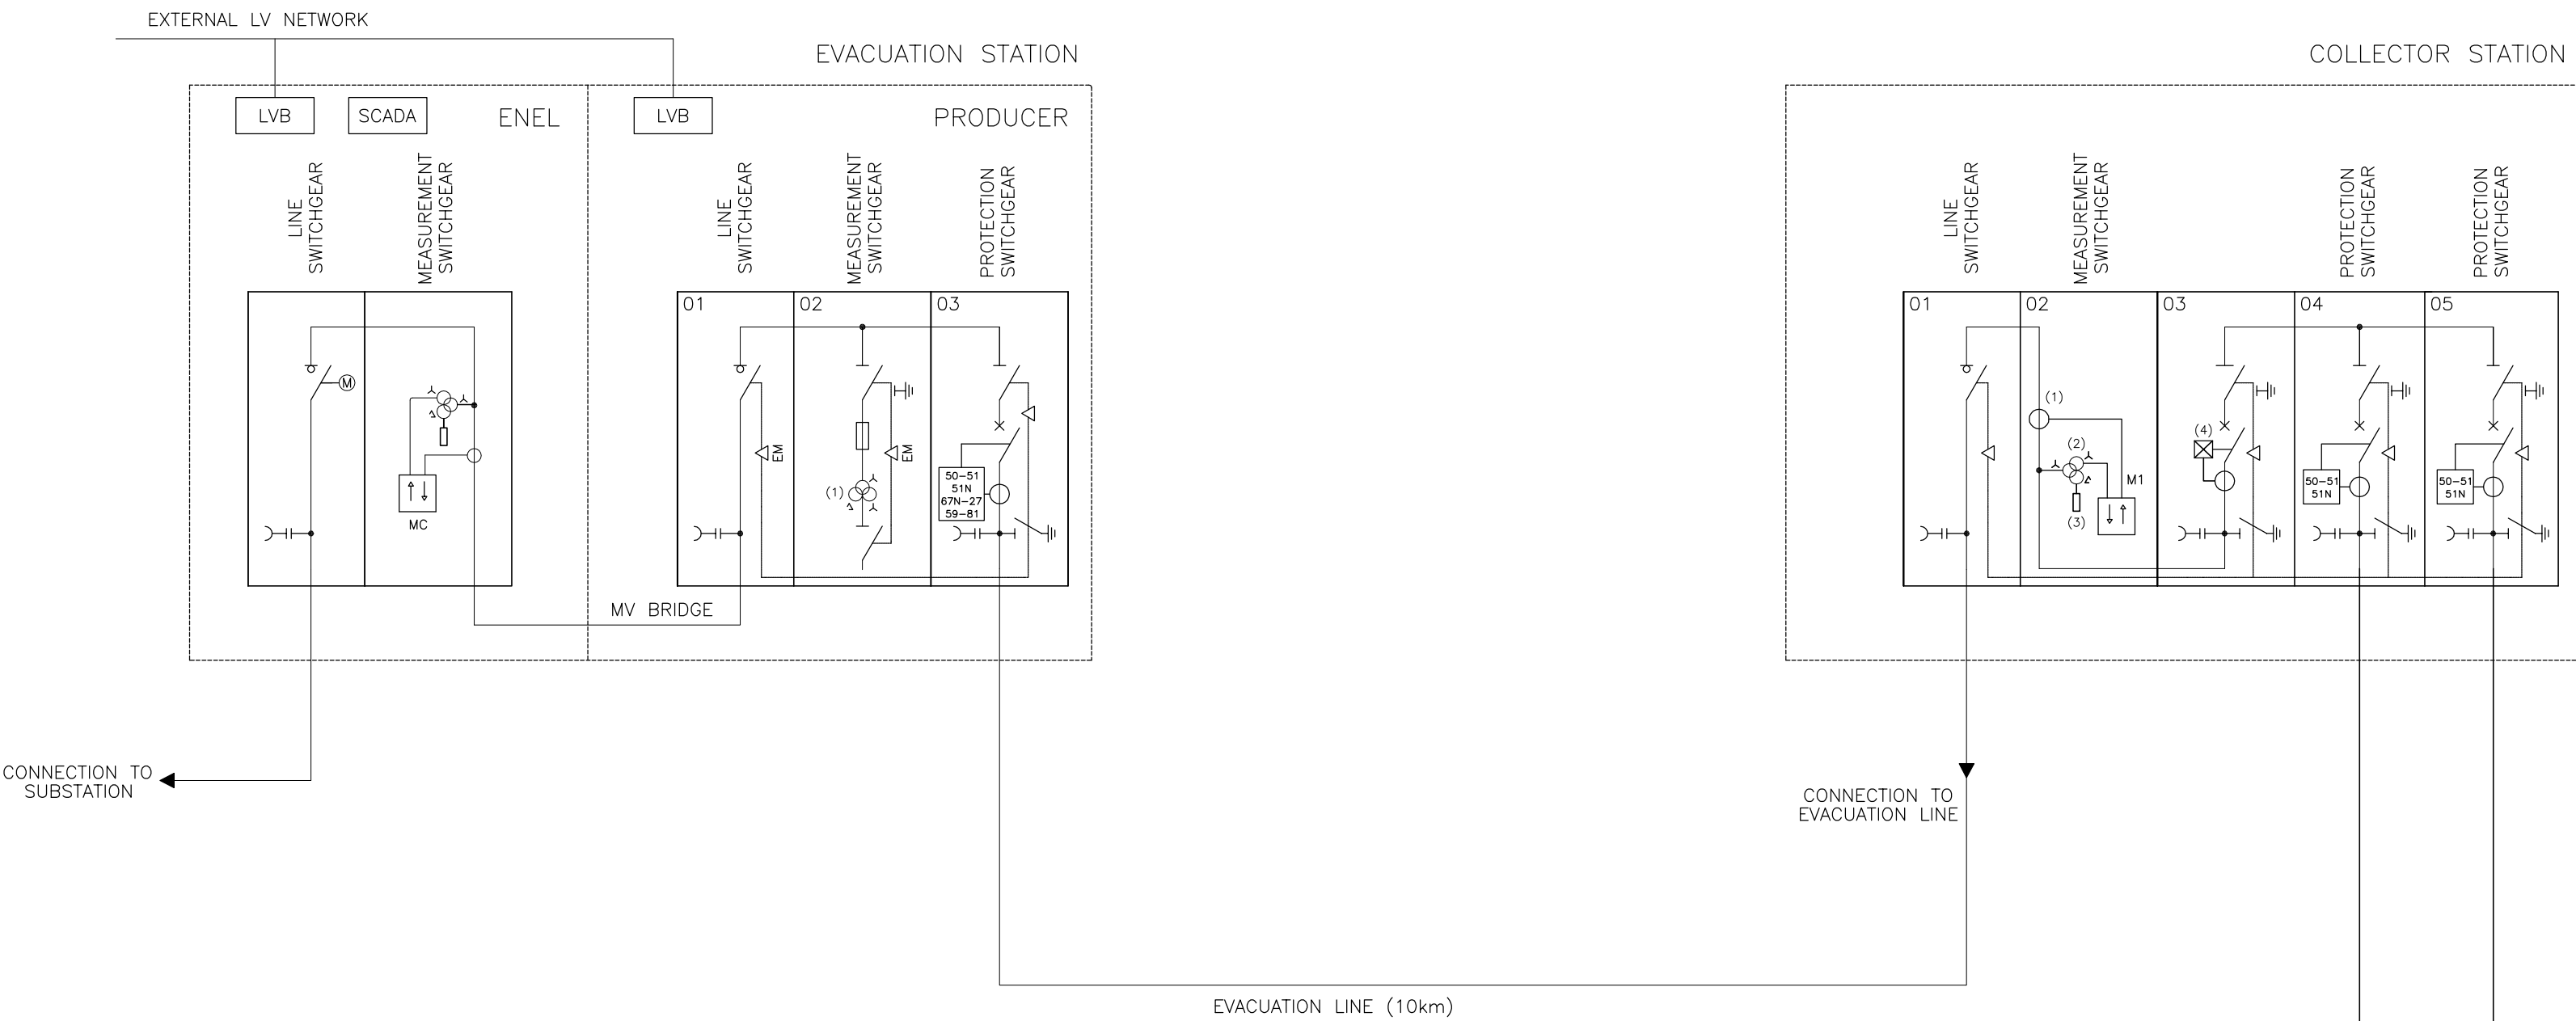 EXTERNAL LV NETWORK
EVACUATION STATION
COLLECTOR STATION
LVB
SCADA
ENEL
LVB
PRODUCER
LINE
SWITCHGEAR
MEASUREMENT
SWITCHGEAR
LINE
SWITCHGEAR
MEASUREMENT
SWITCHGEAR
PROTECTION
SWITCHGEAR
LINE
SWITCHGEAR
MEASUREMENT
SWITCHGEAR
PROTECTION
SWITCHGEAR
PROTECTION
SWITCHGEAR
M
MC
01
02
03
EM
EM
(1)
50-51
51N
67N-27
59-81
MV BRIDGE
01
02
03
04
05
(1)
(2)
(3)
M1
(4)
50-51
51N
50-51
51N
CONNECTION TO
SUBSTATION
CONNECTION TO
EVACUATION LINE
EVACUATION LINE (10km)